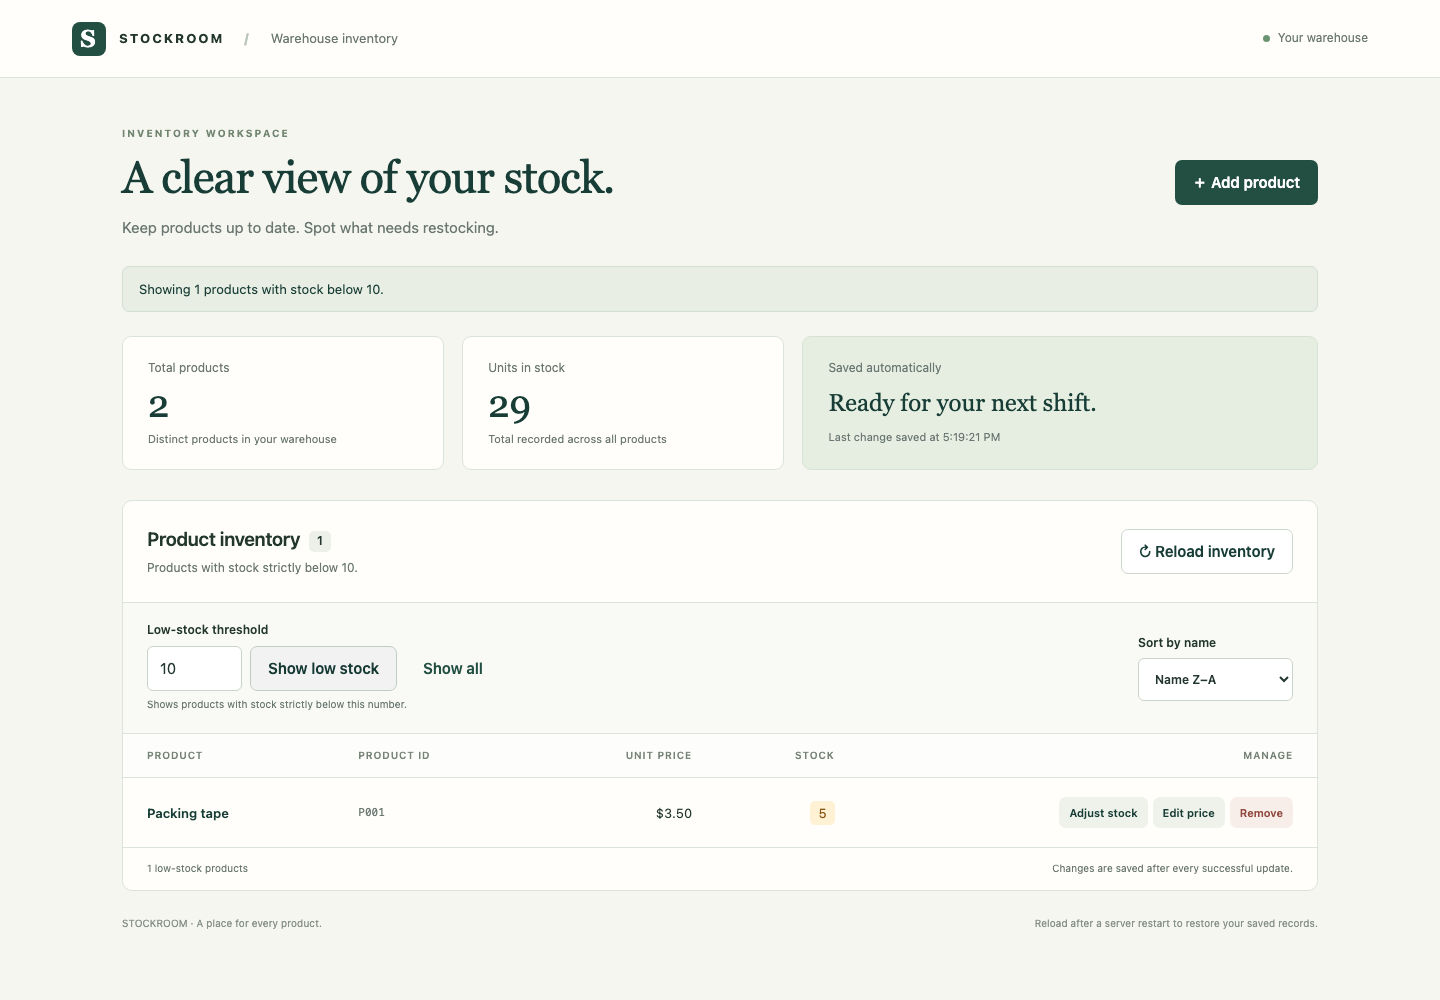 S STOCKROOM / Warehouse inventory
Your warehouse
INVENTORY WORKSPACE
A clear view of your stock.
+ Add product
Keep products up to date. Spot what needs restocking.
Showing 1 products with stock below 10.
Total products
2
Distinct products in your warehouse
Units in stock
29
Total recorded across all products
Saved automatically
Ready for your next shift.
Last change saved at 5:19:21 PM
Product inventory 1
Products with stock strictly below 10.
↻ Reload inventory
Low-stock threshold
10 Show low stock Show all
Shows products with stock strictly below this number.
Sort by name
Name Z–A
PRODUCT PRODUCT ID UNIT PRICE STOCK MANAGE
Packing tape P001 $3.50 5 Adjust stock Edit price Remove
1 low-stock products Changes are saved after every successful update.
STOCKROOM · A place for every product. Reload after a server restart to restore your saved records.